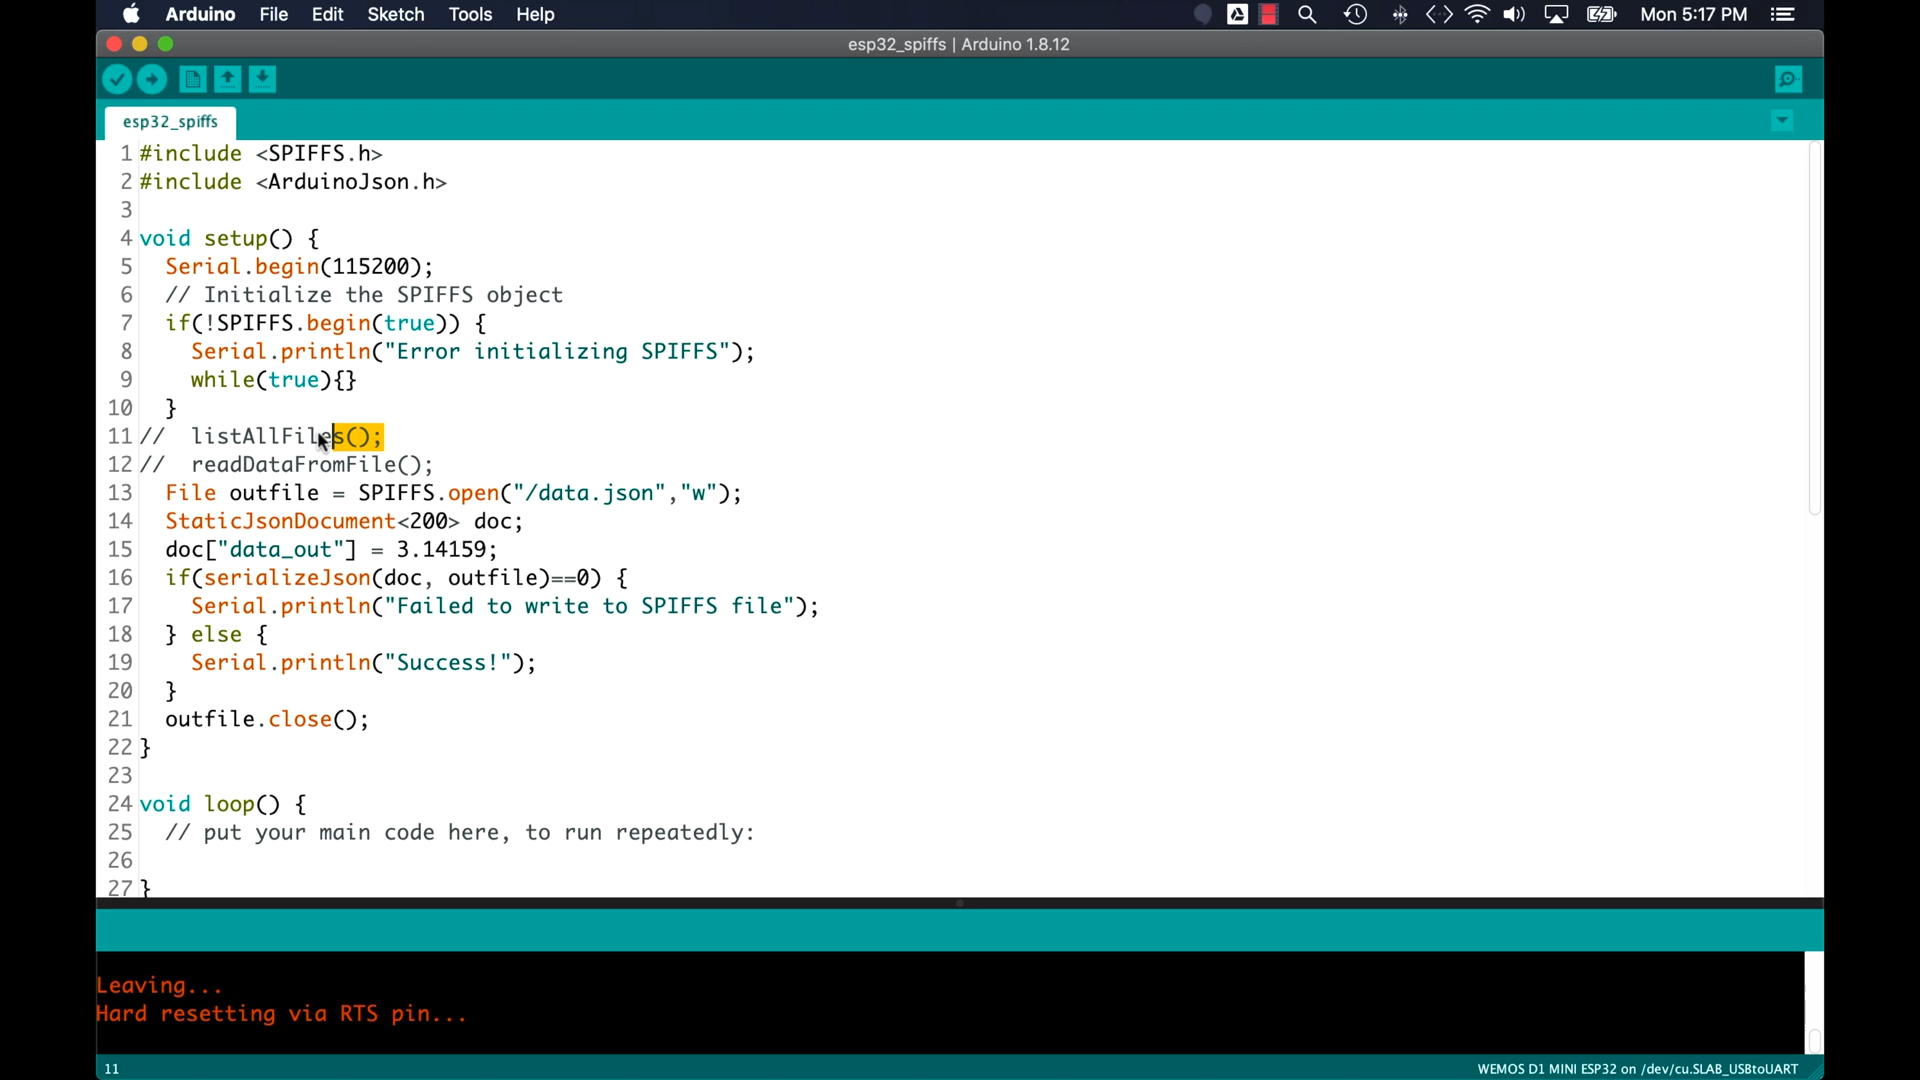 Arduino File Edit Sketch Tools Help Mon 5:17 PM
esp32_spiffs | Arduino 1.8.12
esp32_spiffs
1 #include <SPIFFS.h>
2 #include <ArduinoJson.h>
3
4 void setup() {
5 Serial.begin(115200);
6 // Initialize the SPIFFS object
7 if(!SPIFFS.begin(true)) {
8 Serial.println("Error initializing SPIFFS");
9 while(true){}
10 }
11 // listAllFiles();
12 // readDataFromFile();
13 File outfile = SPIFFS.open("/data.json","w");
14 StaticJsonDocument<200> doc;
15 doc["data_out"] = 3.14159;
16 if(serializeJson(doc, outfile)==0) {
17 Serial.println("Failed to write to SPIFFS file");
18 } else {
19 Serial.println("Success!");
20 }
21 outfile.close();
22 }
23
24 void loop() {
25 // put your main code here, to run repeatedly:
26
27 }
Leaving...
Hard resetting via RTS pin...
11 WEMOS D1 MINI ESP32 on /dev/cu.SLAB_USBtoUART